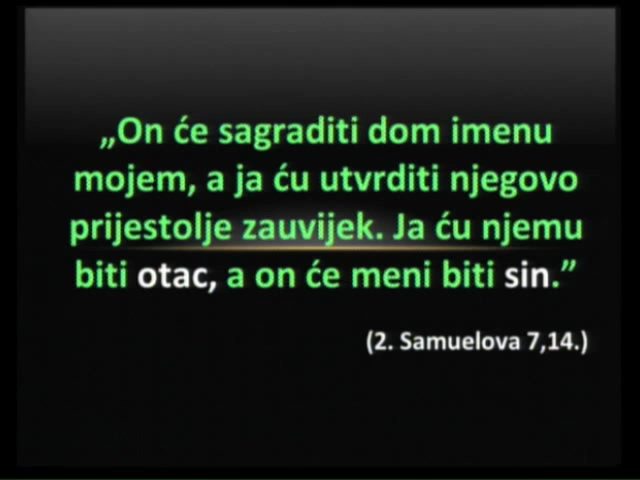 „On će sagraditi dom imenu
mojem, a ja ću utvrditi njegovo
prijestolje zauvijek. Ja ću njemu
biti otac, a on će meni biti sin.”
(2. Samuelova 7,14.)